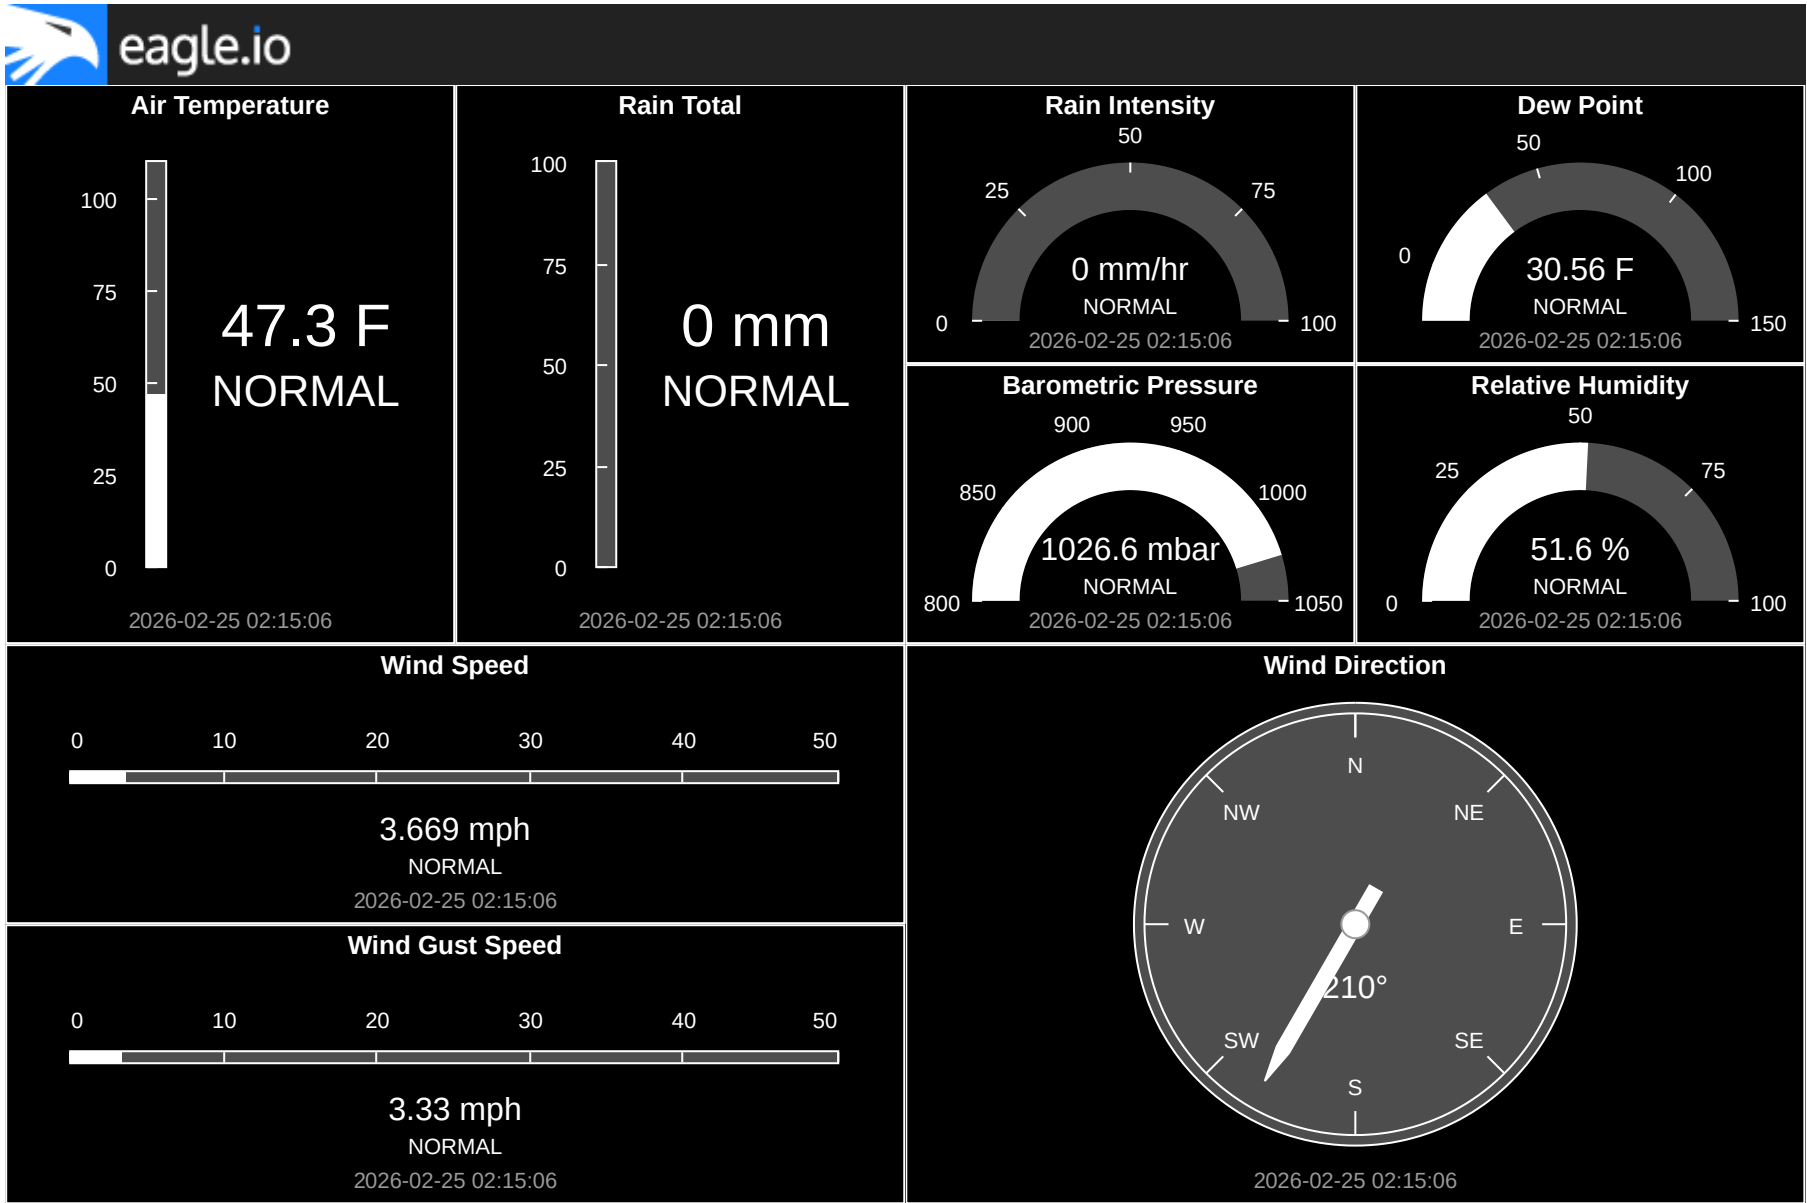 eagle.io
Air Temperature
100
75
50
25
0
47.3 F
NORMAL
2026-02-25 02:15:06
Rain Total
100
75
50
25
0
0 mm
NORMAL
2026-02-25 02:15:06
Rain Intensity
0
25
50
75
100
0 mm/hr
NORMAL
2026-02-25 02:15:06
Dew Point
0
50
100
150
30.56 F
NORMAL
2026-02-25 02:15:06
Barometric Pressure
800
850
900
950
1000
1050
1026.6 mbar
NORMAL
2026-02-25 02:15:06
Relative Humidity
0
25
50
75
100
51.6 %
NORMAL
2026-02-25 02:15:06
Wind Speed
0 10 20 30 40 50
3.669 mph
NORMAL
2026-02-25 02:15:06
Wind Gust Speed
0 10 20 30 40 50
3.33 mph
NORMAL
2026-02-25 02:15:06
Wind Direction
N
NW NE
W E
210°
SW SE
S
2026-02-25 02:15:06